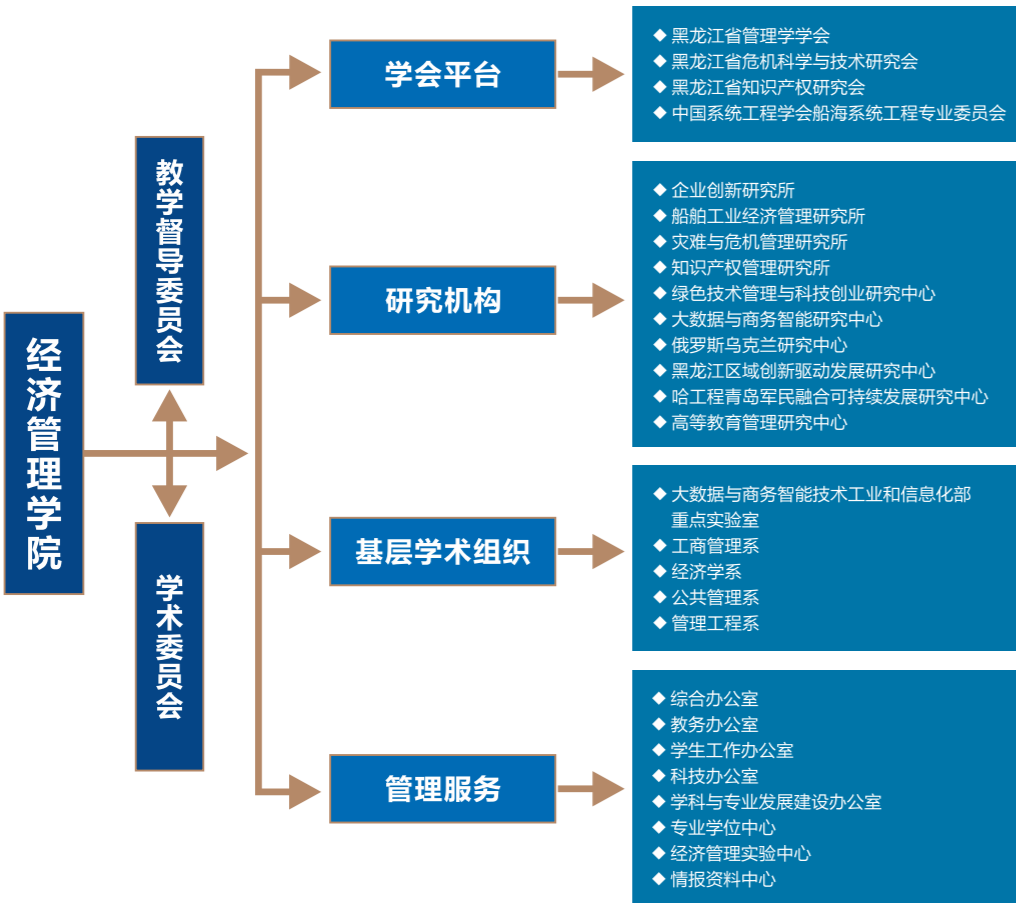 经济管理学院
教学督导委员会
学术委员会
学会平台
◆ 黑龙江省管理学学会
◆ 黑龙江省危机科学与技术研究会
◆ 黑龙江省知识产权研究会
◆ 中国系统工程学会船海系统工程专业委员会
研究机构
◆ 企业创新研究所
◆ 船舶工业经济管理研究所
◆ 灾难与危机管理研究所
◆ 知识产权管理研究所
◆ 绿色技术管理与科技创业研究中心
◆ 大数据与商务智能研究中心
◆ 俄罗斯乌克兰研究中心
◆ 黑龙江区域创新驱动发展研究中心
◆ 哈工程青岛军民融合可持续发展研究中心
◆ 高等教育管理研究中心
基层学术组织
◆ 大数据与商务智能技术工业和信息化部
重点实验室
◆ 工商管理系
◆ 经济学系
◆ 公共管理系
◆ 管理工程系
管理服务
◆ 综合办公室
◆ 教务办公室
◆ 学生工作办公室
◆ 科技办公室
◆ 学科与专业发展建设办公室
◆ 专业学位中心
◆ 经济管理实验中心
◆ 情报资料中心